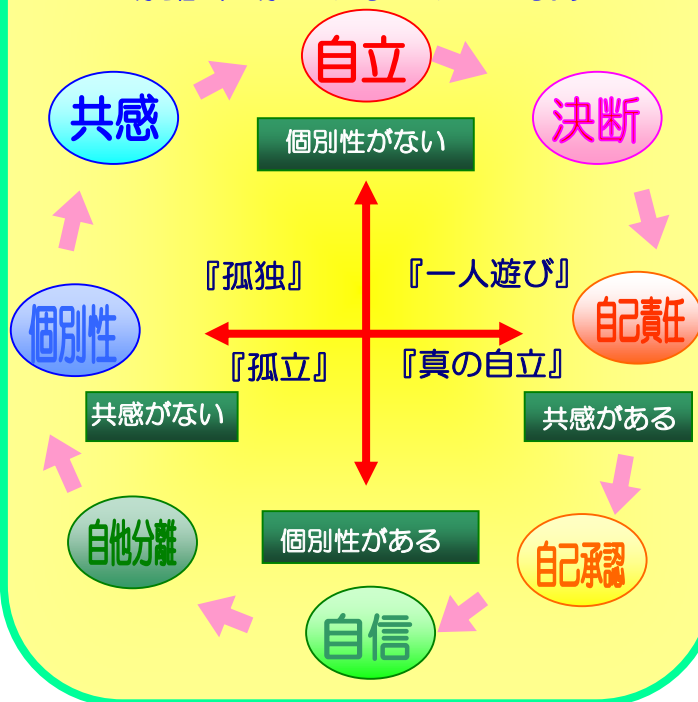 自立
共感
決断
個別性がない
『孤独』
『一人遊び』
個別性
自己責任
『孤立』
『真の自立』
共感がない
共感がある
自他分離
個別性がある
自己承認
自信